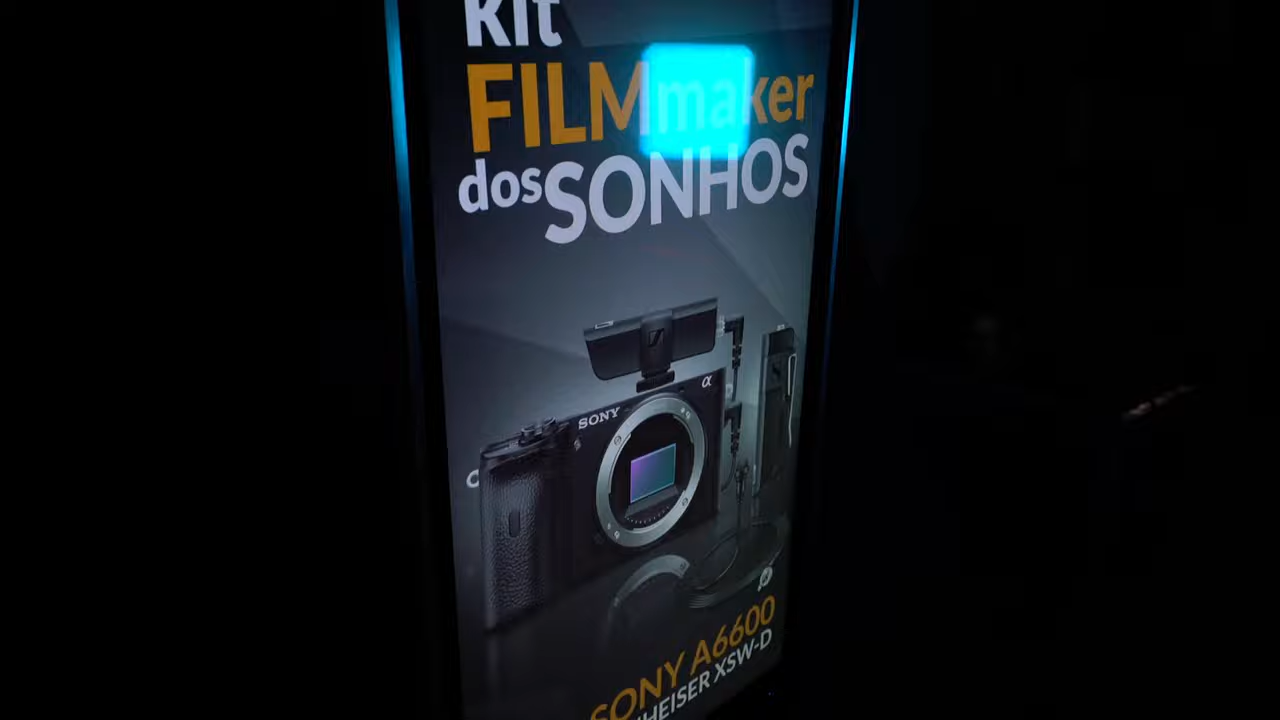 kit
FILMmaker
dosSONHOS
α
SONY
SONY A6600
HEISER XSW-D